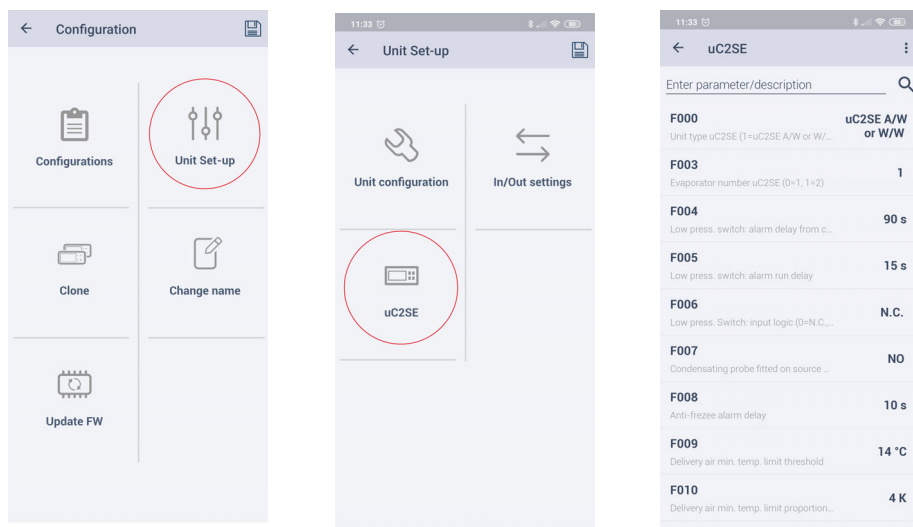 Configuration
Configurations
Unit Set-up
Clone
Change name
Update FW
11:33
Unit Set-up
Unit configuration
In/Out settings
uC2SE
11:33
uC2SE
Enter parameter/description
F000
Unit type uC2SE (1=uC2SE A/W or W/...
uC2SE A/W
or W/W
F003
Evaporator number uC2SE (0=1, 1=2)
1
F004
Low press. switch: alarm delay from c...
90 s
F005
Low press. switch: alarm run delay
15 s
F006
Low press. Switch: input logic (0=N.C.,...
N.C.
F007
Condensating probe fitted on source ...
NO
F008
Anti-frezee alarm delay
10 s
F009
Delivery air min. temp. limit threshold
14 °C
F010
Delivery air min. temp. limit proportion...
4 K